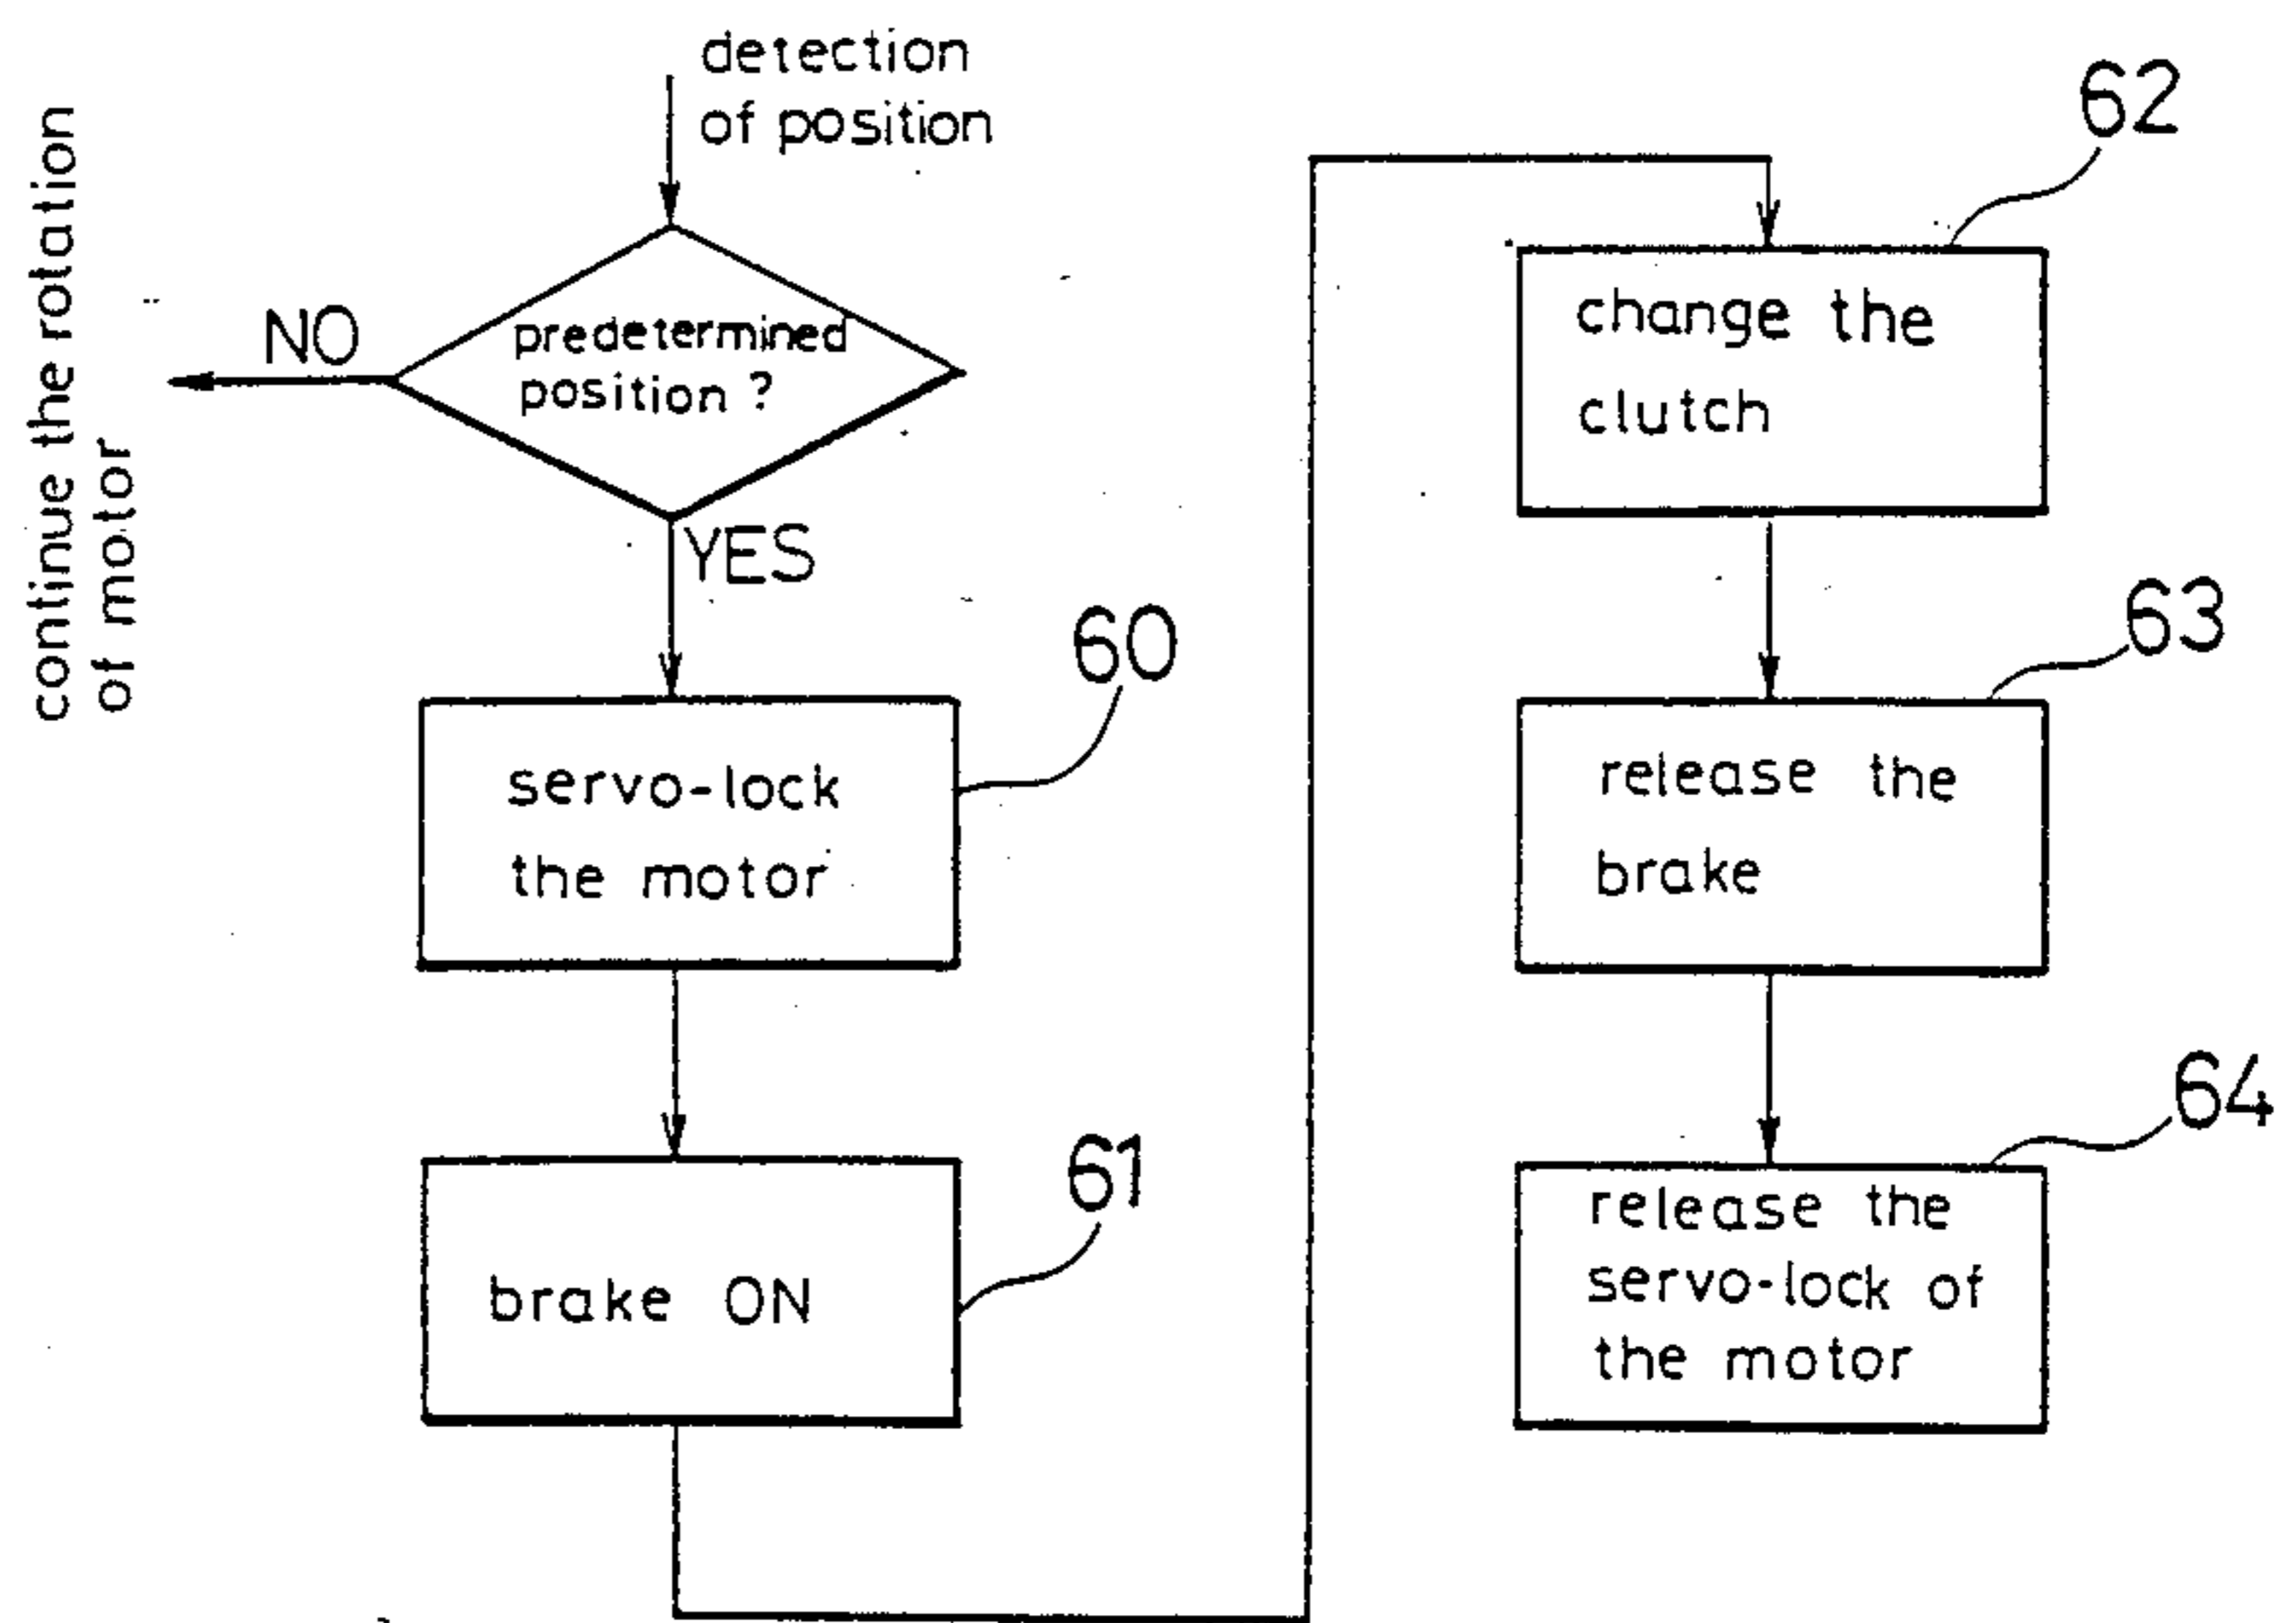 detection
of position
predetermined
position ?
NO
continue the rotation
of motor
YES
60
servo-lock
the motor
61
brake ON
62
change the
clutch
63
release the
brake
64
release the
servo-lock of
the motor